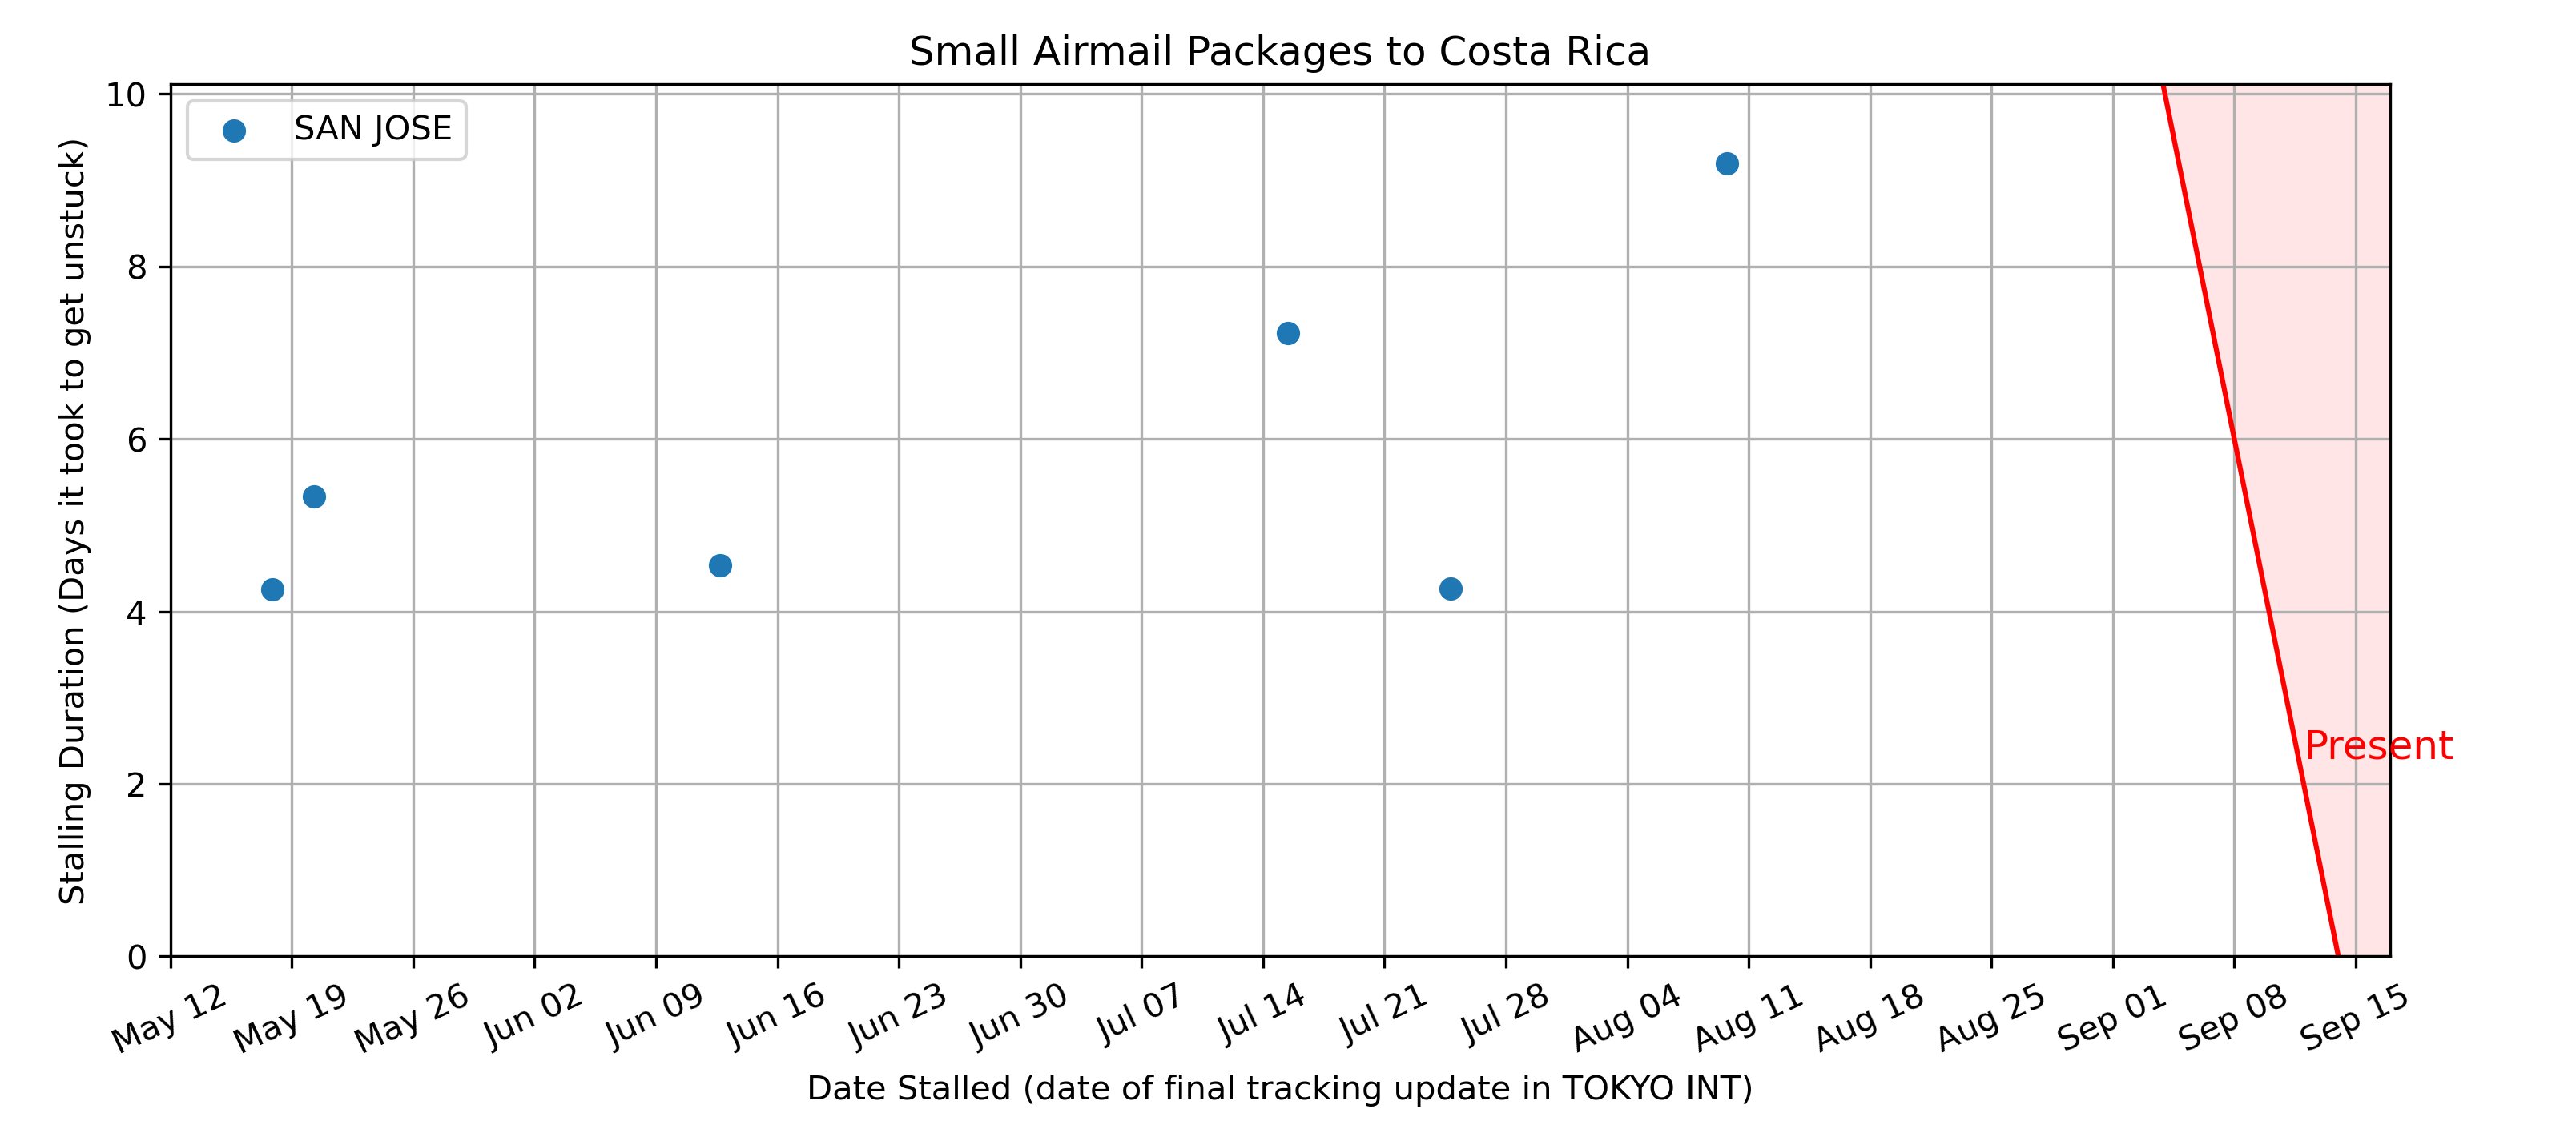 Small Airmail Packages to Costa Rica
SAN JOSE
Stalling Duration (Days it took to get unstuck)
10
8
6
4
2
0
Present
May 12
May 19
May 26
Jun 02
Jun 09
Jun 16
Jun 23
Jun 30
Jul 07
Jul 14
Jul 21
Jul 28
Aug 04
Aug 11
Aug 18
Aug 25
Sep 01
Sep 08
Sep 15
Date Stalled (date of final tracking update in TOKYO INT)